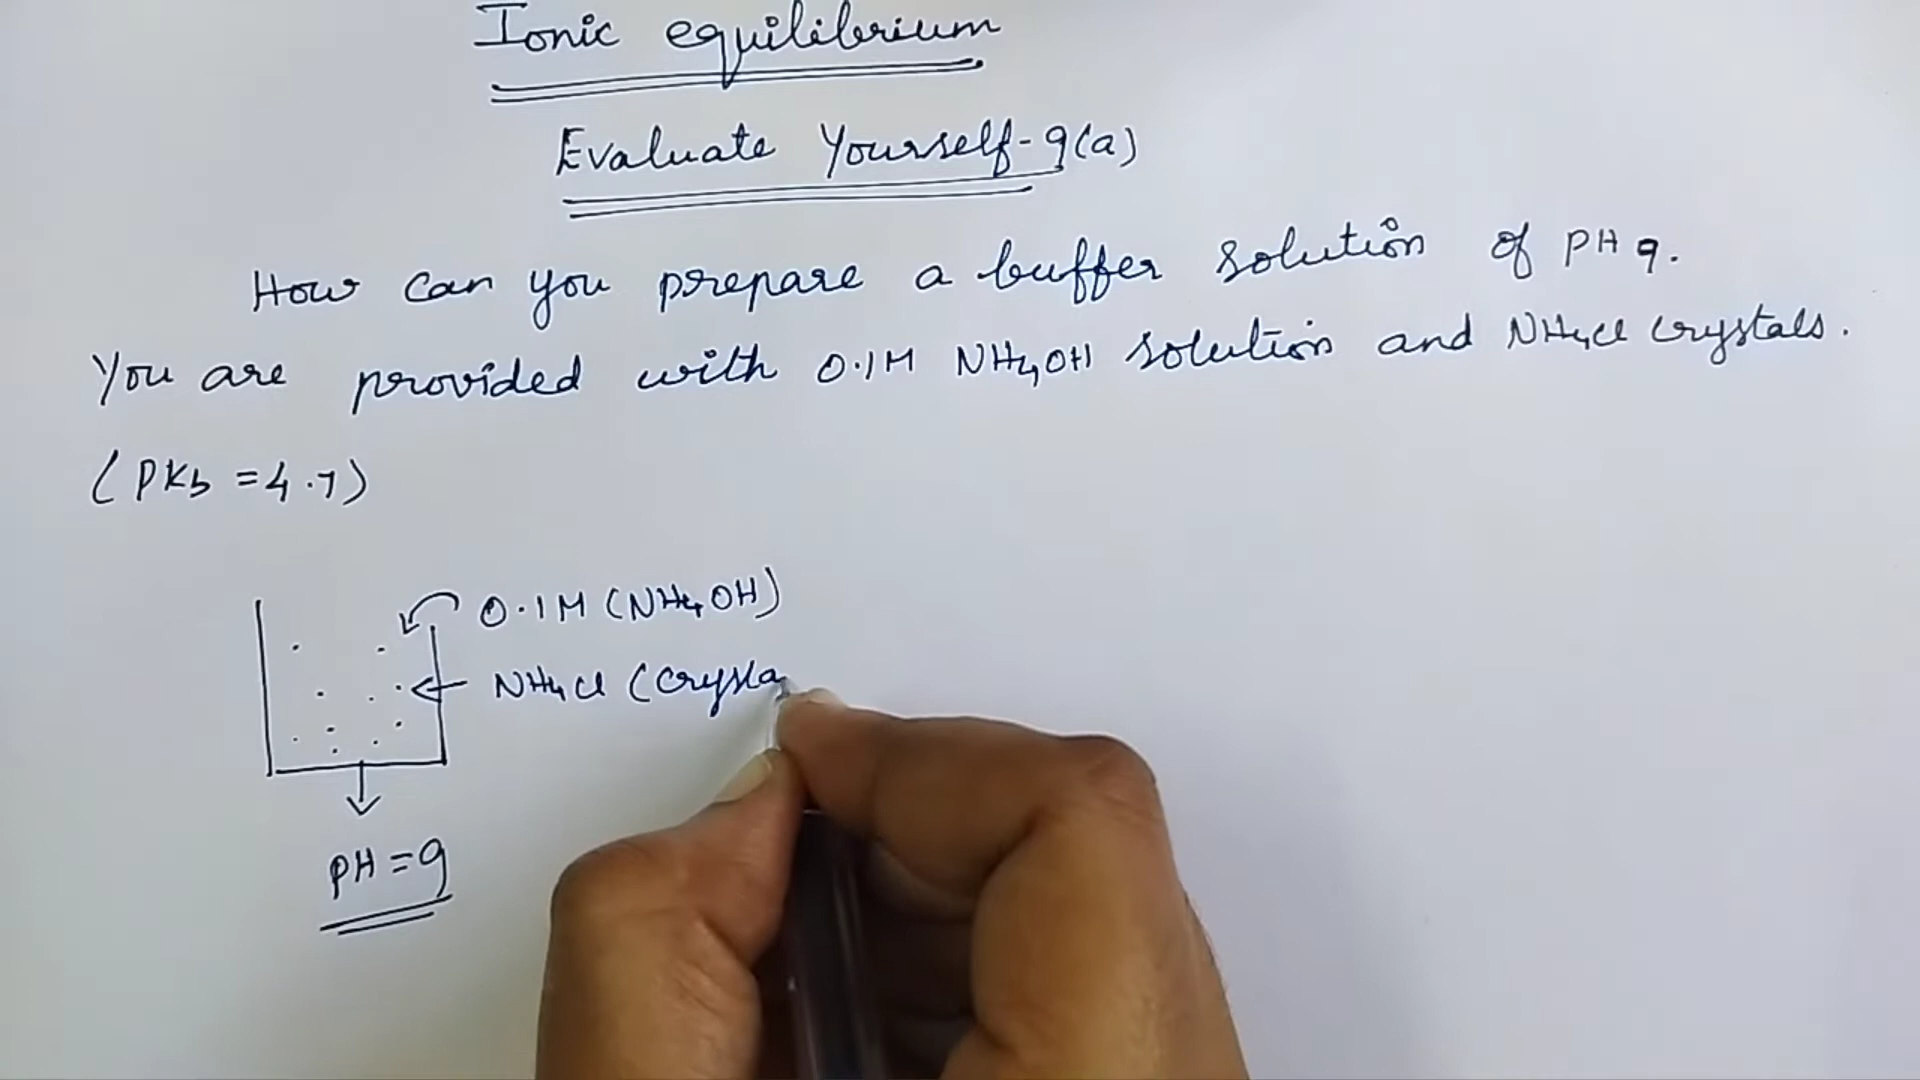 Ionic equilibrium
Evaluate Yourself-9(a)
How can you prepare a buffer solution of PH 9.
You are provided with 0.1M NH4OH solution and NH4Cl Crystals.
(PKb = 4.7)
0.1M (NH4OH)
NH4Cl (Crysta
PH = 9